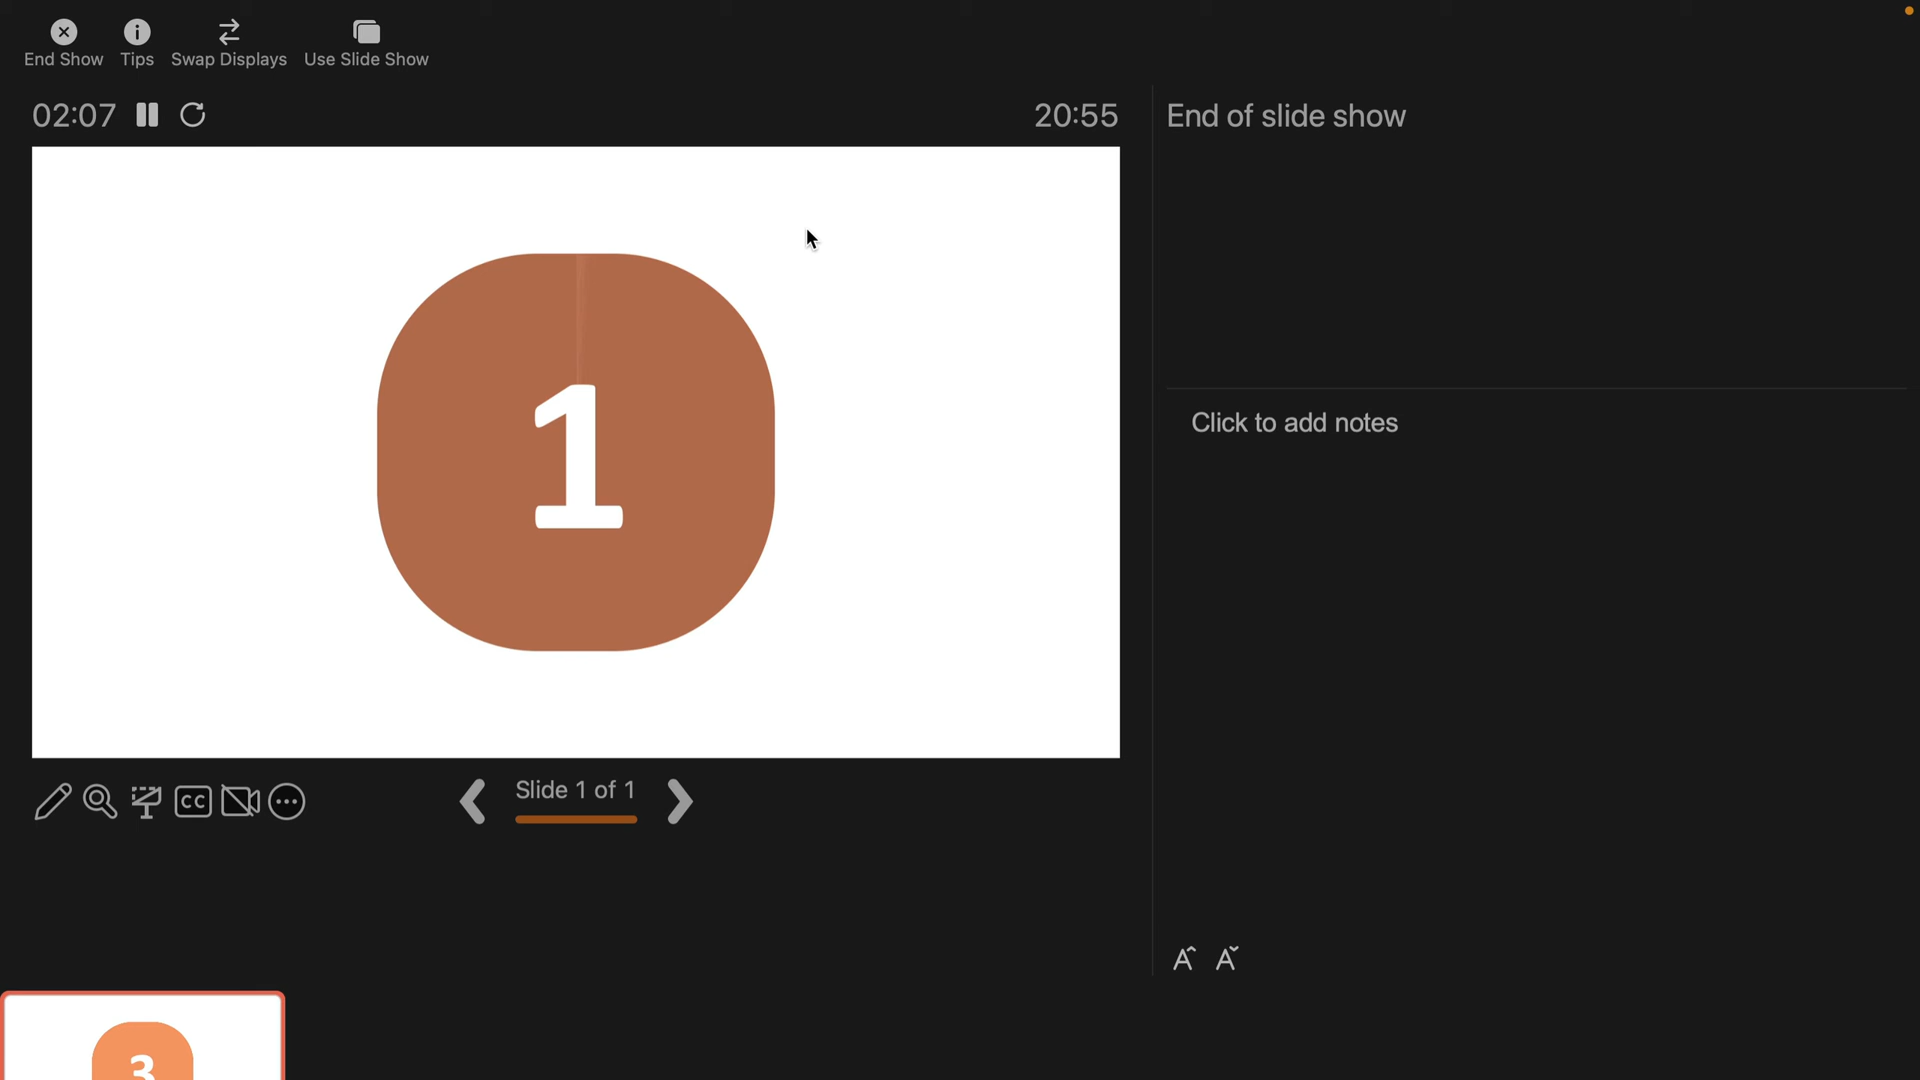 End Show
Tips
Swap Displays
Use Slide Show
02:07
20:55
End of slide show
1
Click to add notes
CC
Slide 1 of 1
A A
3